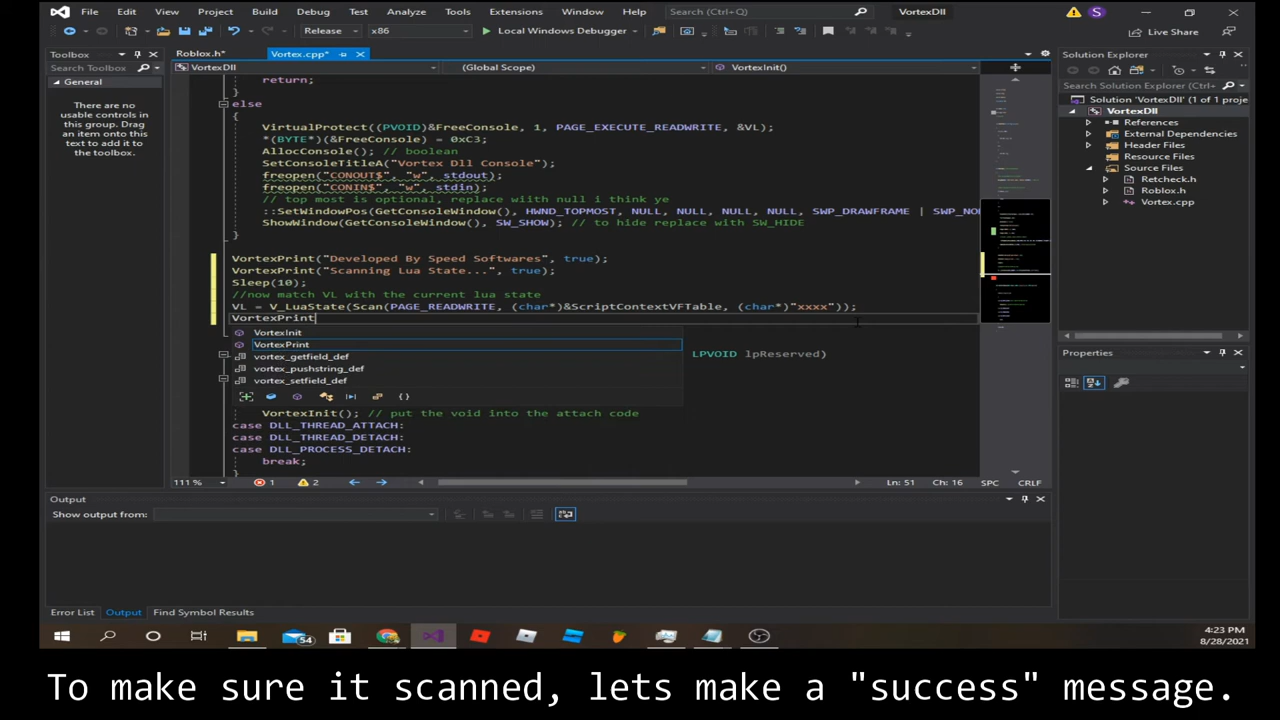 File Edit View Project Build Debug Test Analyze Tools Extensions Window Help Search (Ctrl+Q) VortexDll
Release x86 Local Windows Debugger Live Share
Toolbox
Search Toolbox
General
There are no
usable controls in
this group. Drag
an item onto this
text to add it to
the toolbox.
Roblox.h* Vortex.cpp*
VortexDll (Global Scope) VortexInit()
return;
}
else
{
VirtualProtect((PVOID)&FreeConsole, 1, PAGE_EXECUTE_READWRITE, &VL);
*(BYTE*)(&FreeConsole) = 0xC3;
AllocConsole(); // boolean
SetConsoleTitleA("Vortex Dll Console");
freopen("CONOUT$", "w", stdout);
freopen("CONIN$", "w", stdin);
// top most is optional, replace wiith null i think ye
::SetWindowPos(GetConsoleWindow(), HWND_TOPMOST, NULL, NULL, NULL, NULL, SWP_DRAWFRAME | SWP_NO
ShowWindow(GetConsoleWindow(), SW_SHOW); // to hide replace with SW_HIDE
}
VortexPrint("Developed By Speed Softwares", true);
VortexPrint("Scanning Lua State...", true);
Sleep(10);
//now match VL with the current lua state
VL = V_LuaState(Scan(PAGE_READWRITE, (char*)&ScriptContextVFTable, (char*)"xxxx"));
VortexPrint
VortexInit
VortexPrint
vortex_getfield_def
vortex_pushstring_def
vortex_setfield_def
LPVOID lpReserved)
VortexInit(); // put the void into the attach code
case DLL_THREAD_ATTACH:
case DLL_THREAD_DETACH:
case DLL_PROCESS_DETACH:
break;
}
111 % 1 2 Ln: 51 Ch: 16 SPC CRLF
Solution Explorer
Search Solution Explorer (Ctrl+
Solution 'VortexDll' (1 of 1 proje
VortexDll
References
External Dependencies
Header Files
Resource Files
Source Files
Retcheck.h
Roblox.h
Vortex.cpp
Properties
Output
Show output from:
Error List Output Find Symbol Results
54
4:23 PM
8/28/2021
To make sure it scanned, lets make a "success" message.